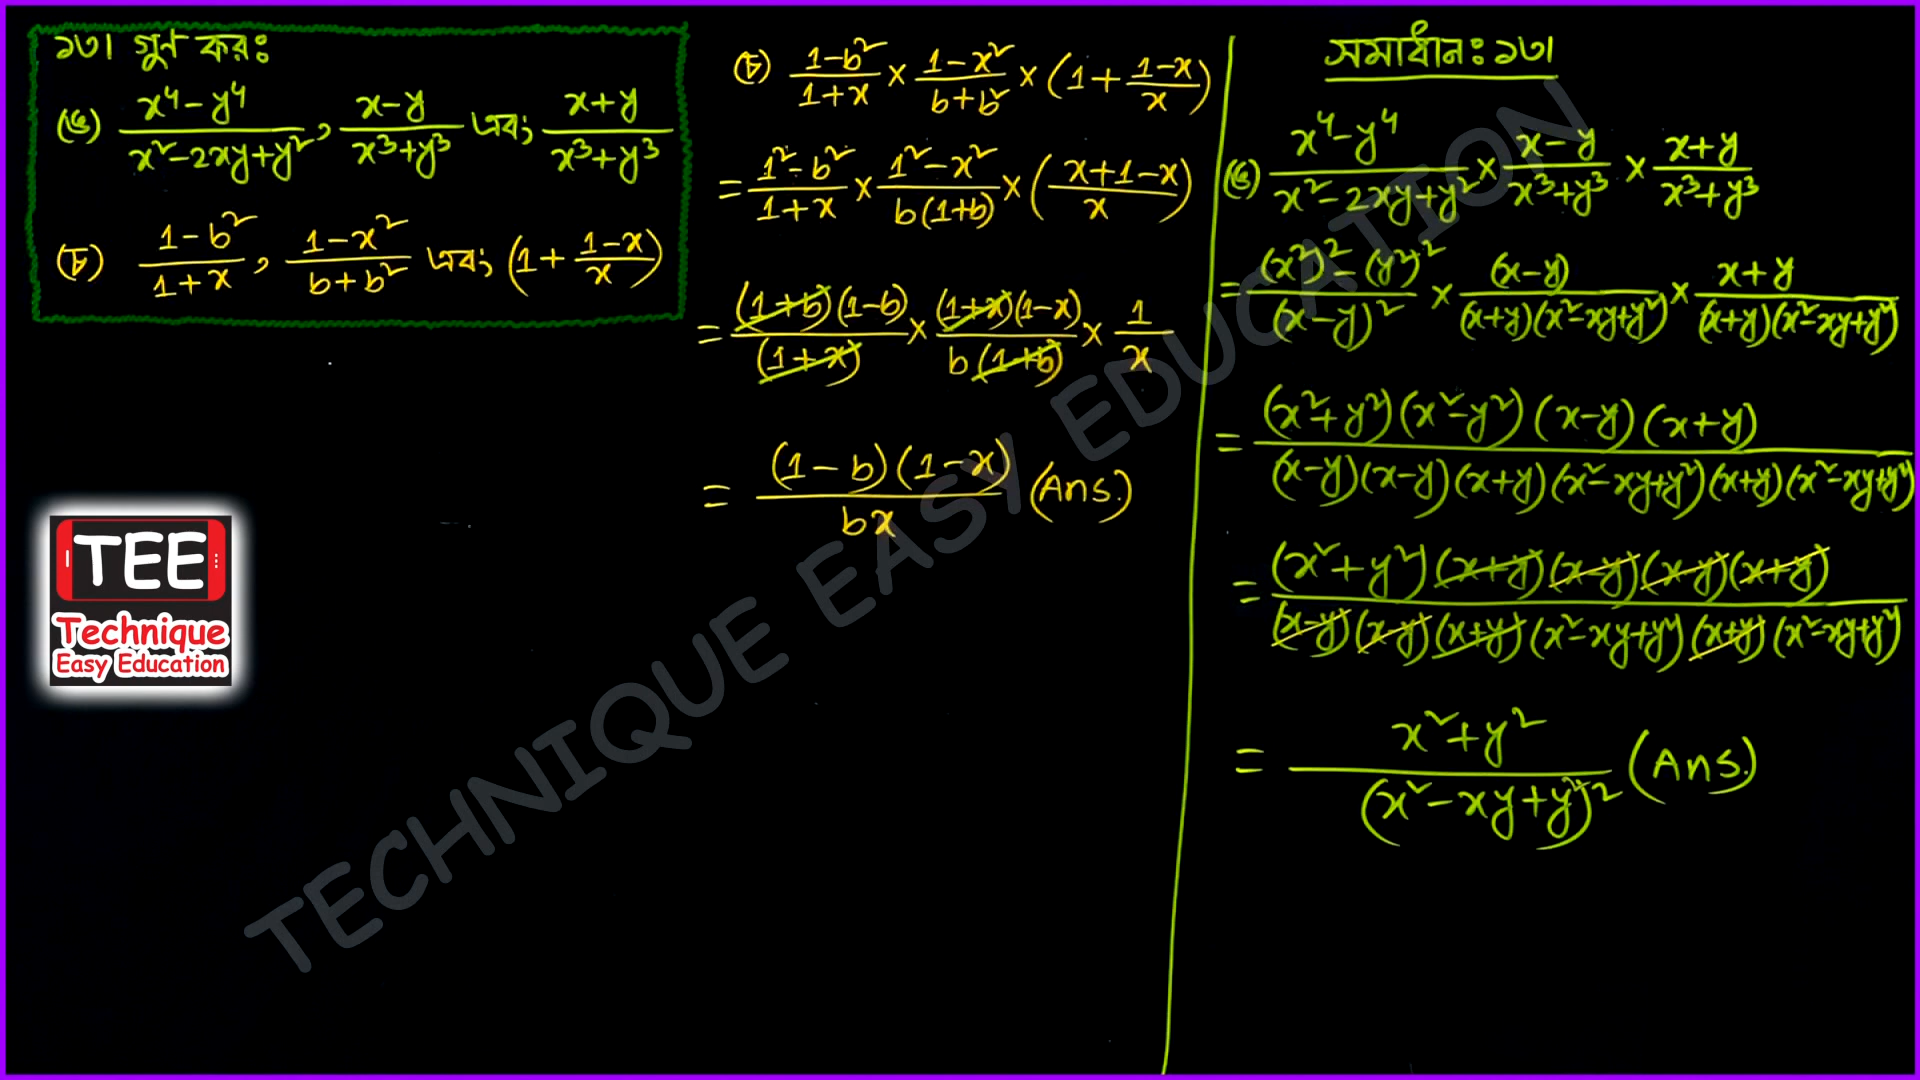 ১৩। গুণ করঃ
(ঙ) x⁴-y⁴/x²-2xy+y², x-y/x³+y³ এবং x+y/x³+y³
(চ) 1-b²/1+x, 1-x²/b+b² এবং (1+ 1-x/x)
TEE
Technique
Easy Education
(চ) 1-b²/1+x × 1-x²/b+b² × (1+ 1-x/x)
= 1²-b²/1+x × 1²-x²/b(1+b) × (x+1-x/x)
= (1+b)(1-b)/(1+x) × (1+x)(1-x)/b(1+b) × 1/x
= (1-b)(1-x)/bx (Ans.)
সমাধানঃ ১৩।
(ঙ) x⁴-y⁴/x²-2xy+y² × x-y/x³+y³ × x+y/x³+y³
= (x²)²-(y²)²/(x-y)² × (x-y)/(x+y)(x²-xy+y²) × x+y/(x+y)(x²-xy+y²)
= (x²+y²)(x²-y²)(x-y)(x+y)/(x-y)(x-y)(x+y)(x²-xy+y²)(x+y)(x²-xy+y²)
= (x²+y²)(x+y)(x-y)(x-y)(x+y)/(x-y)(x-y)(x+y)(x²-xy+y²)(x+y)(x²-xy+y²)
= x²+y²/(x²-xy+y²)² (Ans.)
TECHNIQUE EASY EDUCATION